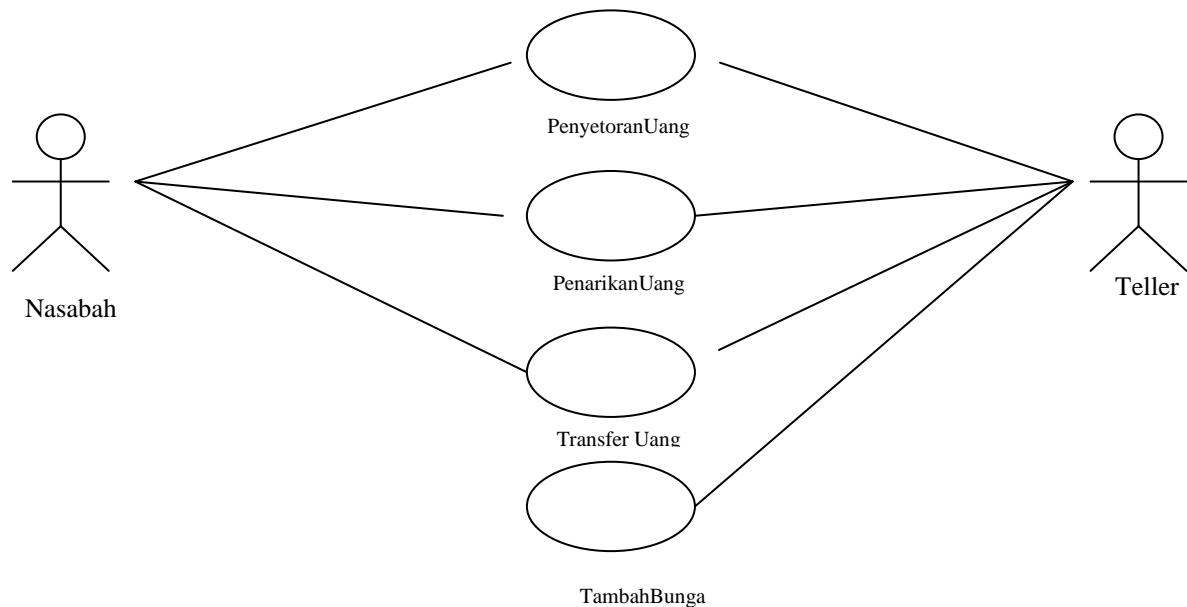 PenyetoranUang
PenarikanUang
Teller
Nasabah
Transfer Uang
TambahBunga